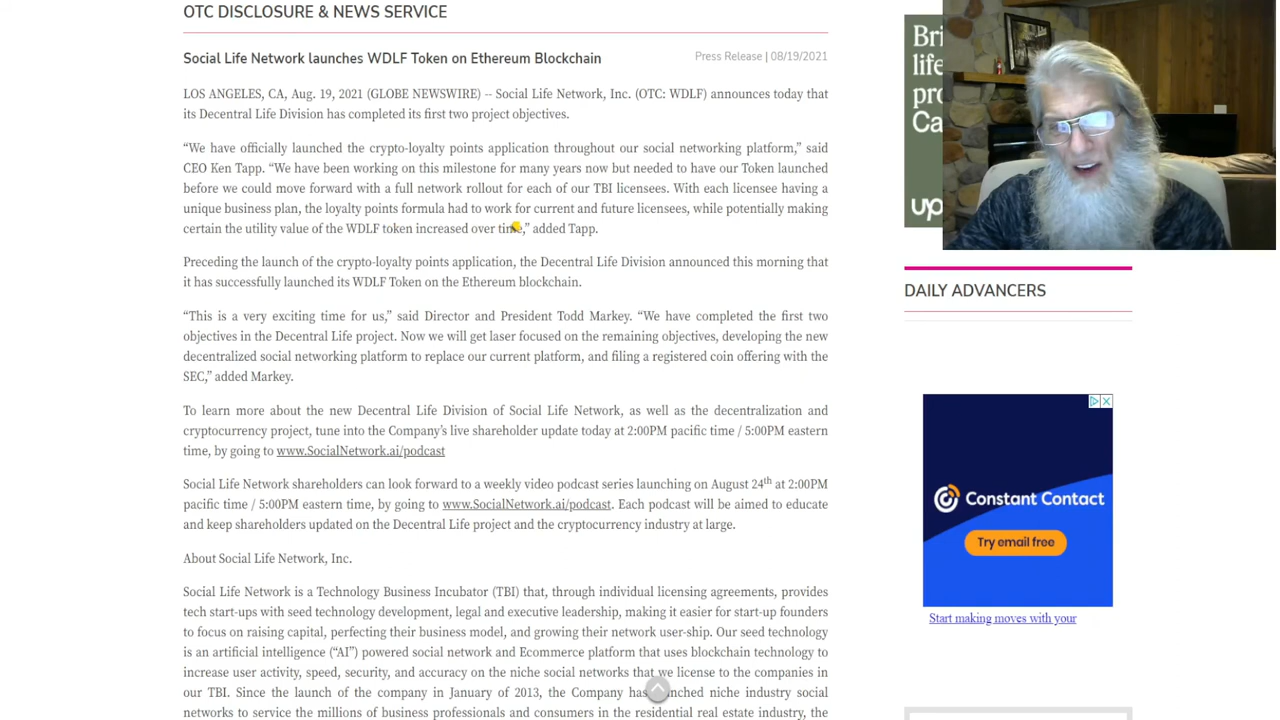 OTC DISCLOSURE & NEWS SERVICE
Social Life Network launches WDLF Token on Ethereum Blockchain
Press Release | 08/19/2021
LOS ANGELES, CA, Aug. 19, 2021 (GLOBE NEWSWIRE) -- Social Life Network, Inc. (OTC: WDLF) announces today that
its Decentral Life Division has completed its first two project objectives.
“We have officially launched the crypto-loyalty points application throughout our social networking platform,” said
CEO Ken Tapp. “We have been working on this milestone for many years now but needed to have our Token launched
before we could move forward with a full network rollout for each of our TBI licensees. With each licensee having a
unique business plan, the loyalty points formula had to work for current and future licensees, while potentially making
certain the utility value of the WDLF token increased over time,” added Tapp.
Preceding the launch of the crypto-loyalty points application, the Decentral Life Division announced this morning that
it has successfully launched its WDLF Token on the Ethereum blockchain.
“This is a very exciting time for us,” said Director and President Todd Markey. “We have completed the first two
objectives in the Decentral Life project. Now we will get laser focused on the remaining objectives, developing the new
decentralized social networking platform to replace our current platform, and filing a registered coin offering with the
SEC,” added Markey.
To learn more about the new Decentral Life Division of Social Life Network, as well as the decentralization and
cryptocurrency project, tune into the Company’s live shareholder update today at 2:00PM pacific time / 5:00PM eastern
time, by going to www.SocialNetwork.ai/podcast
Social Life Network shareholders can look forward to a weekly video podcast series launching on August 24th at 2:00PM
pacific time / 5:00PM eastern time, by going to www.SocialNetwork.ai/podcast. Each podcast will be aimed to educate
and keep shareholders updated on the Decentral Life project and the cryptocurrency industry at large.
About Social Life Network, Inc.
Social Life Network is a Technology Business Incubator (TBI) that, through individual licensing agreements, provides
tech start-ups with seed technology development, legal and executive leadership, making it easier for start-up founders
to focus on raising capital, perfecting their business model, and growing their network user-ship. Our seed technology
is an artificial intelligence (“AI”) powered social network and Ecommerce platform that uses blockchain technology to
increase user activity, speed, security, and accuracy on the niche social networks that we license to the companies in
our TBI. Since the launch of the company in January of 2013, the Company has launched niche industry social
networks to service the millions of business professionals and consumers in the residential real estate industry, the
Bri
life
pro
Ca
up
DAILY ADVANCERS
Constant Contact
Try email free
Start making moves with your